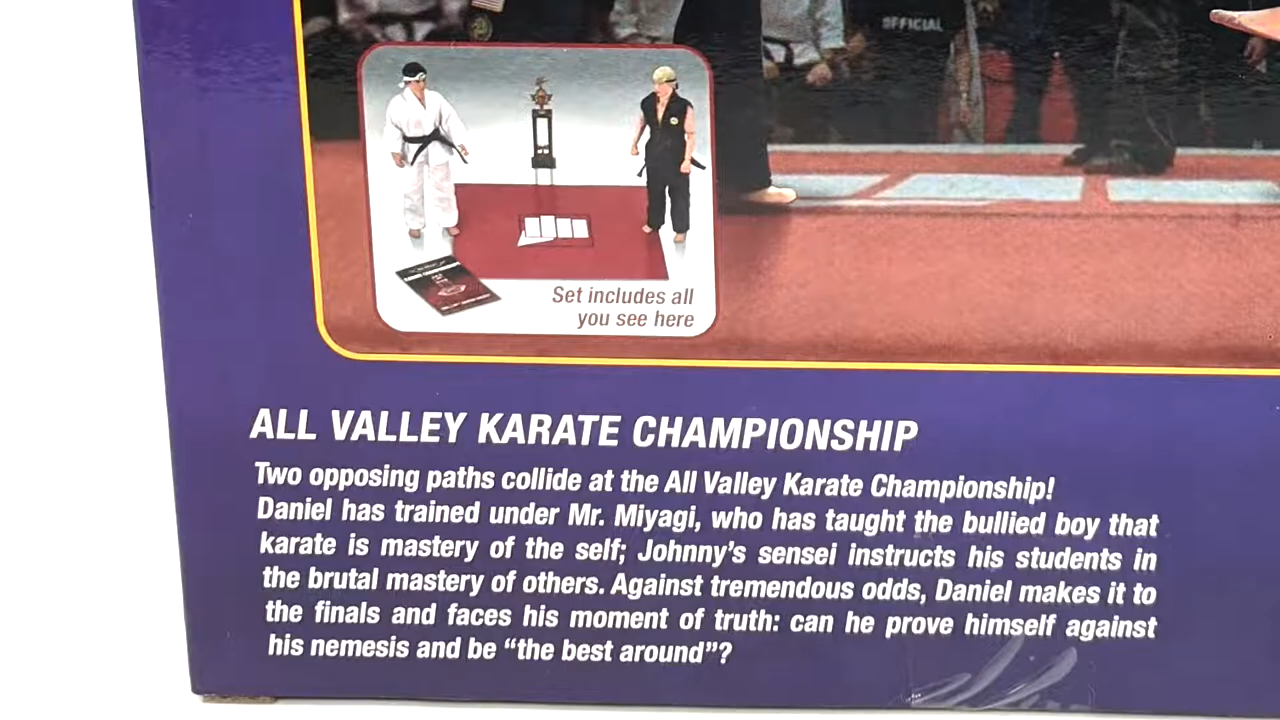 OFFICIAL
Set includes all
you see here
ALL VALLEY KARATE CHAMPIONSHIP
Two opposing paths collide at the All Valley Karate Championship!
Daniel has trained under Mr. Miyagi, who has taught the bullied boy that
karate is mastery of the self; Johnny's sensei instructs his students in
the brutal mastery of others. Against tremendous odds, Daniel makes it to
the finals and faces his moment of truth: can he prove himself against
his nemesis and be “the best around”?